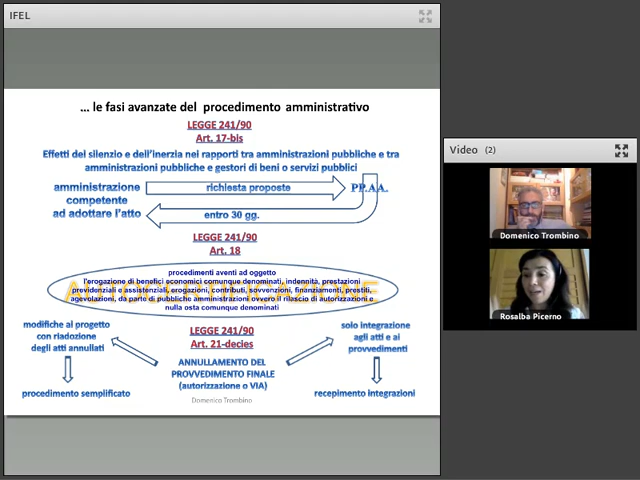 IFEL
... le fasi avanzate del procedimento amministrativo
LEGGE 241/90
Art. 17-bis
Effetti del silenzio e dell'inerzia nei rapporti tra amministrazioni pubbliche e tra
amministrazioni pubbliche e gestori di beni o servizi pubblici
amministrazione
competente
ad adottare l'atto
richiesta proposte
PP.AA.
entro 30 gg.
LEGGE 241/90
Art. 18
procedimenti aventi ad oggetto
l'erogazione di benefici economici comunque denominati, indennità, prestazioni
previdenziali e assistenziali, erogazioni, contributi, sovvenzioni, finanziamenti, prestiti,
agevolazioni, da parte di pubbliche amministrazioni ovvero il rilascio di autorizzazioni e
nulla osta comunque denominati
modifiche al progetto
con riadozione
degli atti annullati
LEGGE 241/90
Art. 21-decies
solo integrazione
agli atti e ai
provvedimenti
ANNULLAMENTO DEL
PROVVEDIMENTO FINALE
(autorizzazione o VIA)
procedimento semplificato
recepimento integrazioni
Domenico Trombino
Video (2)
Domenico Trombino
Rosalba Picerno